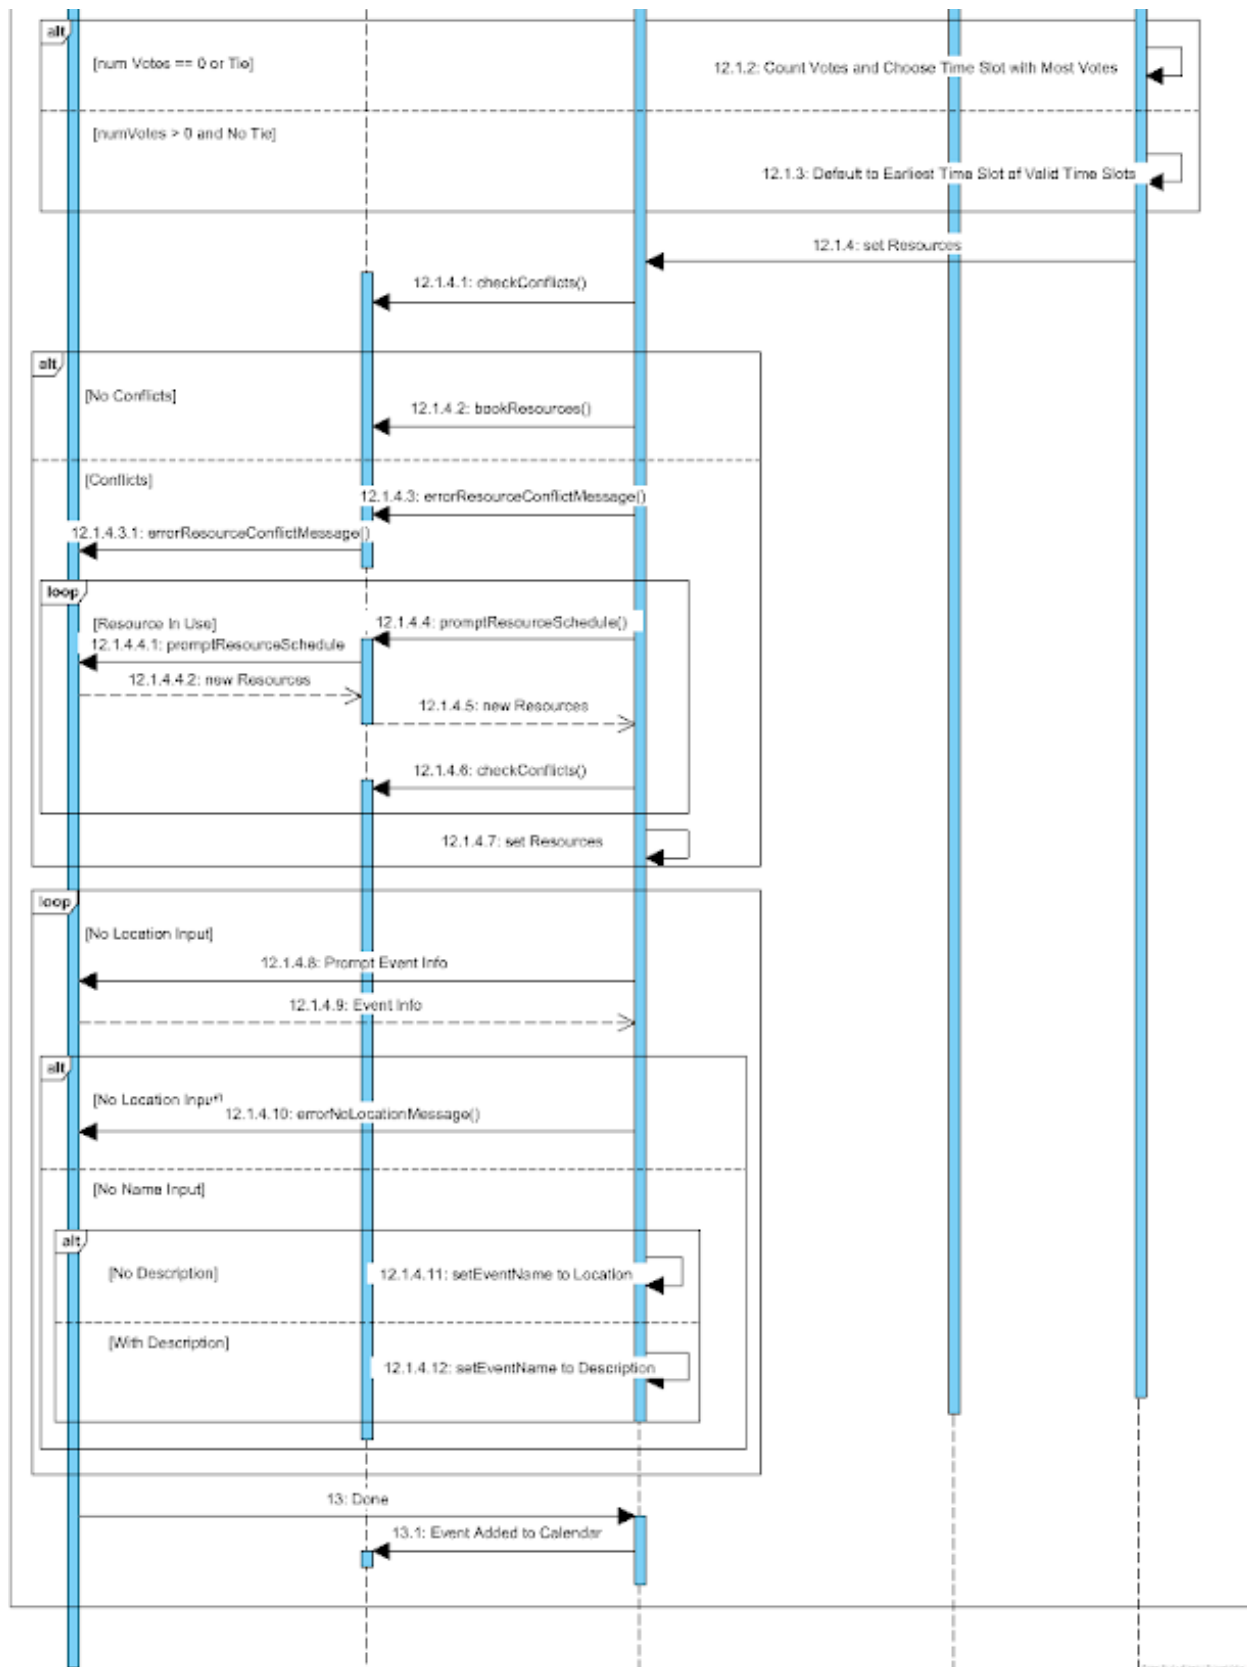 alt
[num Votes == 0 or Tie]
12.1.2: Count Votes and Choose Time Slot with Most Votes
[numVotes > 0 and No Tie]
12.1.3: Default to Earliest Time Slot of Valid Time Slots
12.1.4: set Resources
12.1.4.1: checkConflicts()
alt
[No Conflicts]
12.1.4.2: bookResources()
[Conflicts]
12.1.4.3: errorResourceConflictMessage()
12.1.4.3.1: errorResourceConflictMessage()
loop
[Resource In Use]
12.1.4.4: promptResourceSchedule()
12.1.4.4.1: promptResourceSchedule
12.1.4.4.2: new Resources
12.1.4.5: new Resources
12.1.4.6: checkConflicts()
12.1.4.7: set Resources
loop
[No Location Input]
12.1.4.8: Prompt Event Info
12.1.4.9: Event Info
alt
[No Location Input]
12.1.4.10: errorNoLocationMessage()
[No Name Input]
alt
[No Description]
12.1.4.11: setEventName to Location
[With Description]
12.1.4.12: setEventName to Description
13: Done
13.1: Event Added to Calendar